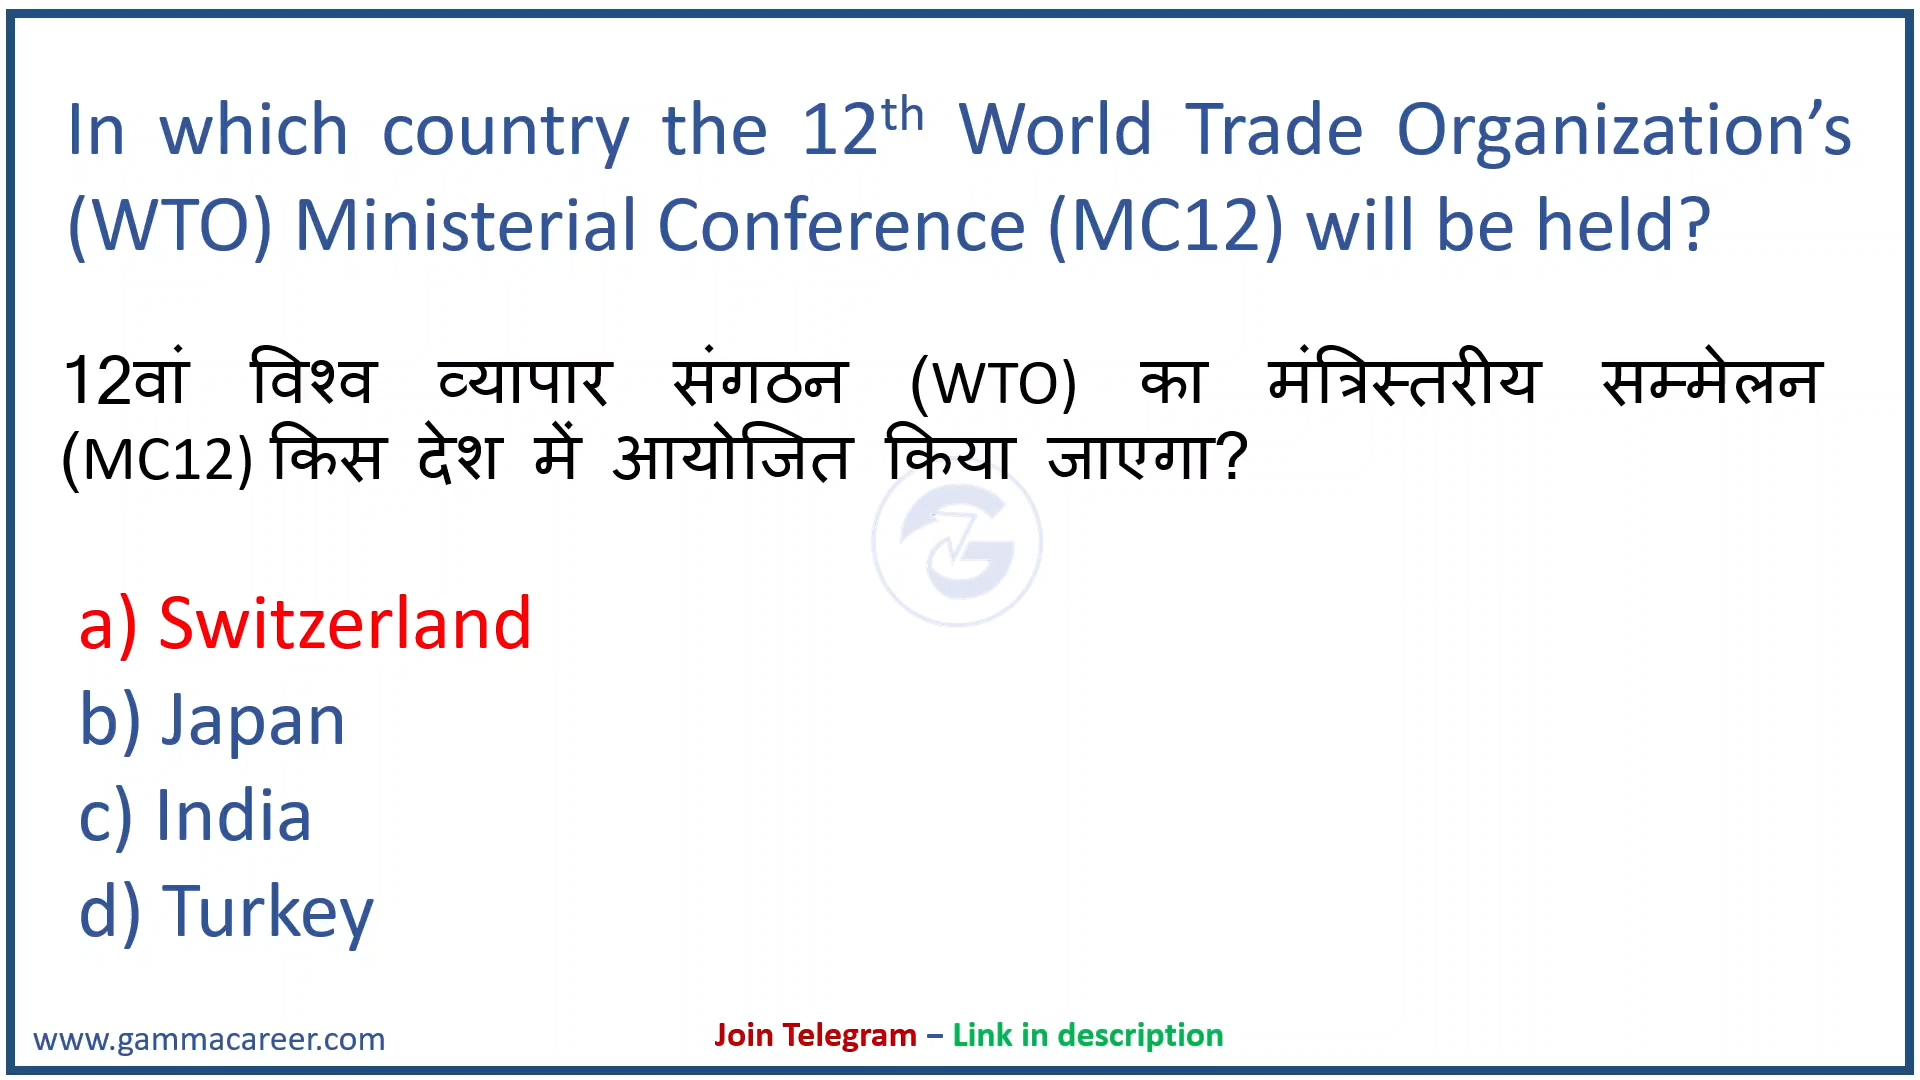 In which country the 12th World Trade Organization’s
(WTO) Ministerial Conference (MC12) will be held?
12वां विश्व व्यापार संगठन (WTO) का मंत्रिस्तरीय सम्मेलन
(MC12) किस देश में आयोजित किया जाएगा?
a) Switzerland
b) Japan
c) India
d) Turkey
www.gammacareer.com
Join Telegram – Link in description